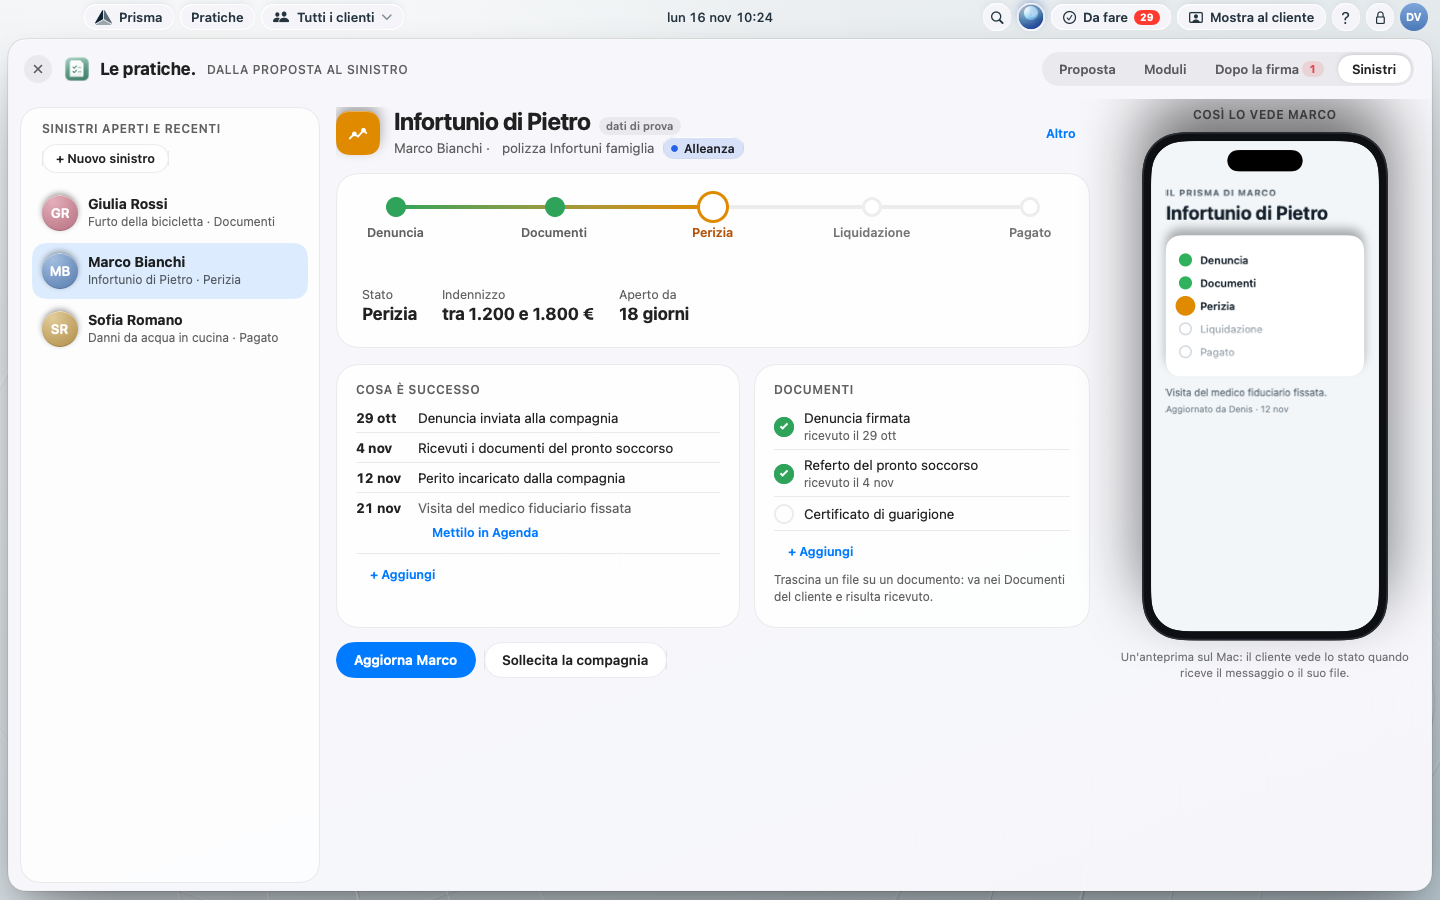 Prisma
Pratiche
Tutti i clienti
lun 16 nov 10:24
Da fare 29
Mostra al cliente
?
DV
Le pratiche. DALLA PROPOSTA AL SINISTRO
Proposta
Moduli
Dopo la firma 1
Sinistri
SINISTRI APERTI E RECENTI
+ Nuovo sinistro
GR
Giulia Rossi
Furto della bicicletta · Documenti
MB
Marco Bianchi
Infortunio di Pietro · Perizia
SR
Sofia Romano
Danni da acqua in cucina · Pagato
Infortunio di Pietro dati di prova
Marco Bianchi · polizza Infortuni famiglia Alleanza
Altro
Denuncia
Documenti
Perizia
Liquidazione
Pagato
Stato
Perizia
Indennizzo
tra 1.200 e 1.800 €
Aperto da
18 giorni
COSA È SUCCESSO
29 ott Denuncia inviata alla compagnia
4 nov Ricevuti i documenti del pronto soccorso
12 nov Perito incaricato dalla compagnia
21 nov Visita del medico fiduciario fissata
Mettilo in Agenda
+ Aggiungi
DOCUMENTI
Denuncia firmata
ricevuto il 29 ott
Referto del pronto soccorso
ricevuto il 4 nov
Certificato di guarigione
+ Aggiungi
Trascina un file su un documento: va nei Documenti
del cliente e risulta ricevuto.
Aggiorna Marco
Sollecita la compagnia
COSÌ LO VEDE MARCO
IL PRISMA DI MARCO
Infortunio di Pietro
Denuncia
Documenti
Perizia
Liquidazione
Pagato
Visita del medico fiduciario fissata.
Aggiornato da Denis · 12 nov
Un'anteprima sul Mac: il cliente vede lo stato quando
riceve il messaggio o il suo file.